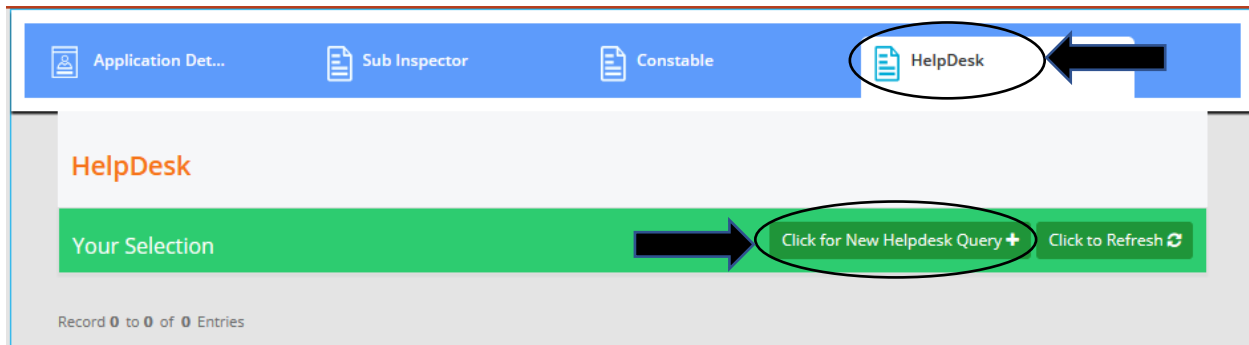 Application Det... Sub Inspector Constable HelpDesk
HelpDesk
Your Selection Click for New Helpdesk Query Click to Refresh
Record 0 to 0 of 0 Entries